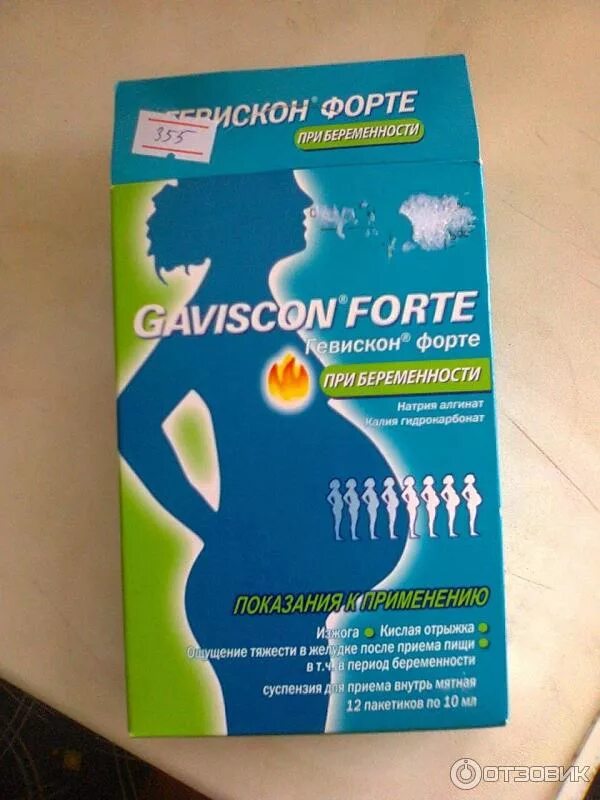 ГЕВИСКОН® ФОРТЕ
355
ПРИ БЕРЕМЕННОСТИ
GAVISCON® FORTE
Гевискон® форте
ПРИ БЕРЕМЕННОСТИ
Натрия алгинат
Калия гидрокарбонат
ПОКАЗАНИЯ К ПРИМЕНЕНИЮ
Изжога ● Кислая отрыжка ●
Ощущение тяжести в желудке после приема пищи ●
в т.ч. в период беременности
суспензия для приема внутрь мятная
12 пакетиков по 10 мл
ОТЗОВИК